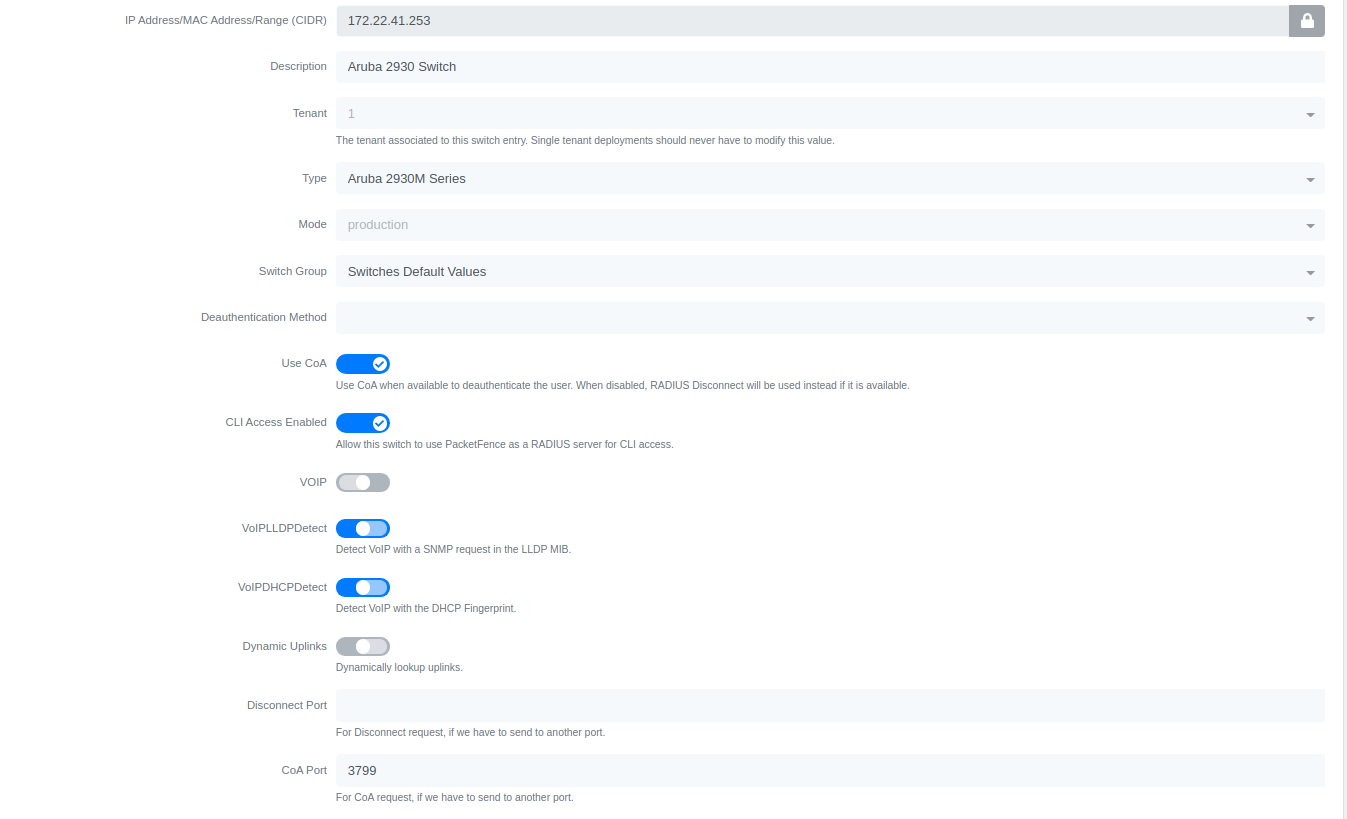 IP Address/MAC Address/Range (CIDR) 172.22.41.253
Description Aruba 2930 Switch
Tenant 1
The tenant associated to this switch entry. Single tenant deployments should never have to modify this value.
Type Aruba 2930M Series
Mode production
Switch Group Switches Default Values
Deauthentication Method
Use CoA
Use CoA when available to deauthenticate the user. When disabled, RADIUS Disconnect will be used instead if it is available.
CLI Access Enabled
Allow this switch to use PacketFence as a RADIUS server for CLI access.
VOIP
VoIPLLDPDetect
Detect VoIP with a SNMP request in the LLDP MIB.
VoIPDHCPDetect
Detect VoIP with the DHCP Fingerprint.
Dynamic Uplinks
Dynamically lookup uplinks.
Disconnect Port
For Disconnect request, if we have to send to another port.
CoA Port 3799
For CoA request, if we have to send to another port.